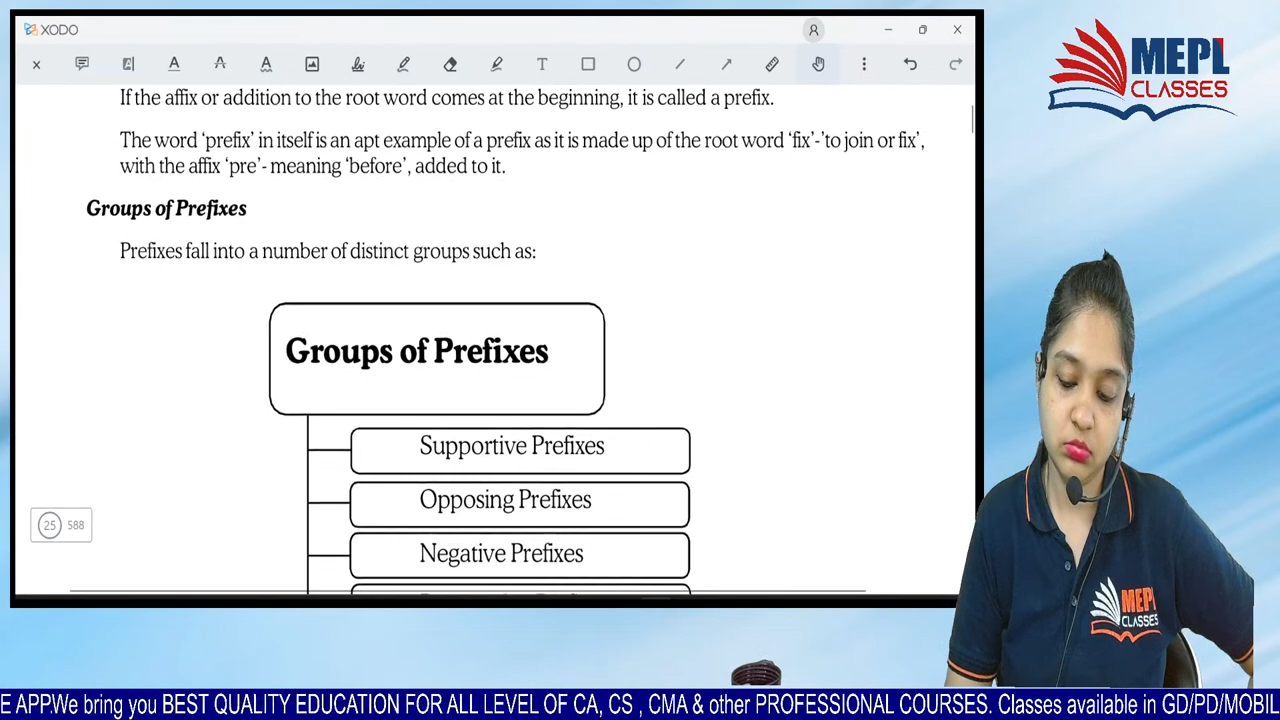 XODO
MEPL
CLASSES
If the affix or addition to the root word comes at the beginning, it is called a prefix.
The word ‘prefix’ in itself is an apt example of a prefix as it is made up of the root word ‘fix’-’to join or fix’,
with the affix ‘pre’- meaning ‘before’, added to it.
Groups of Prefixes
Prefixes fall into a number of distinct groups such as:
Groups of Prefixes
Supportive Prefixes
Opposing Prefixes
25 588
Negative Prefixes
MEPL
CLASSES
E APP.We bring you BEST QUALITY EDUCATION FOR ALL LEVEL OF CA, CS , CMA & other PROFESSIONAL COURSES. Classes available in GD/PD/MOBIL